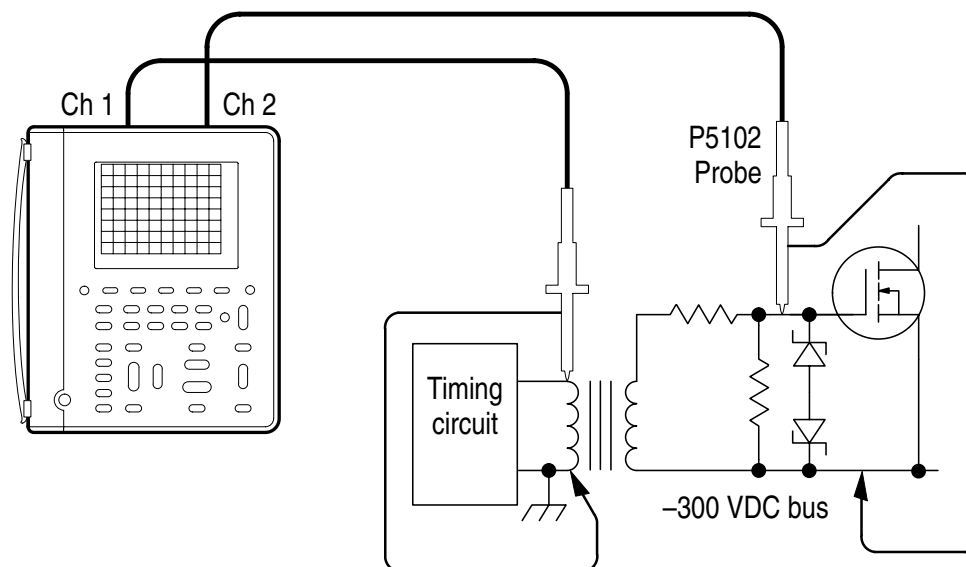 Ch 1
Ch 2
P5102
Probe
Timing
circuit
–300 VDC bus